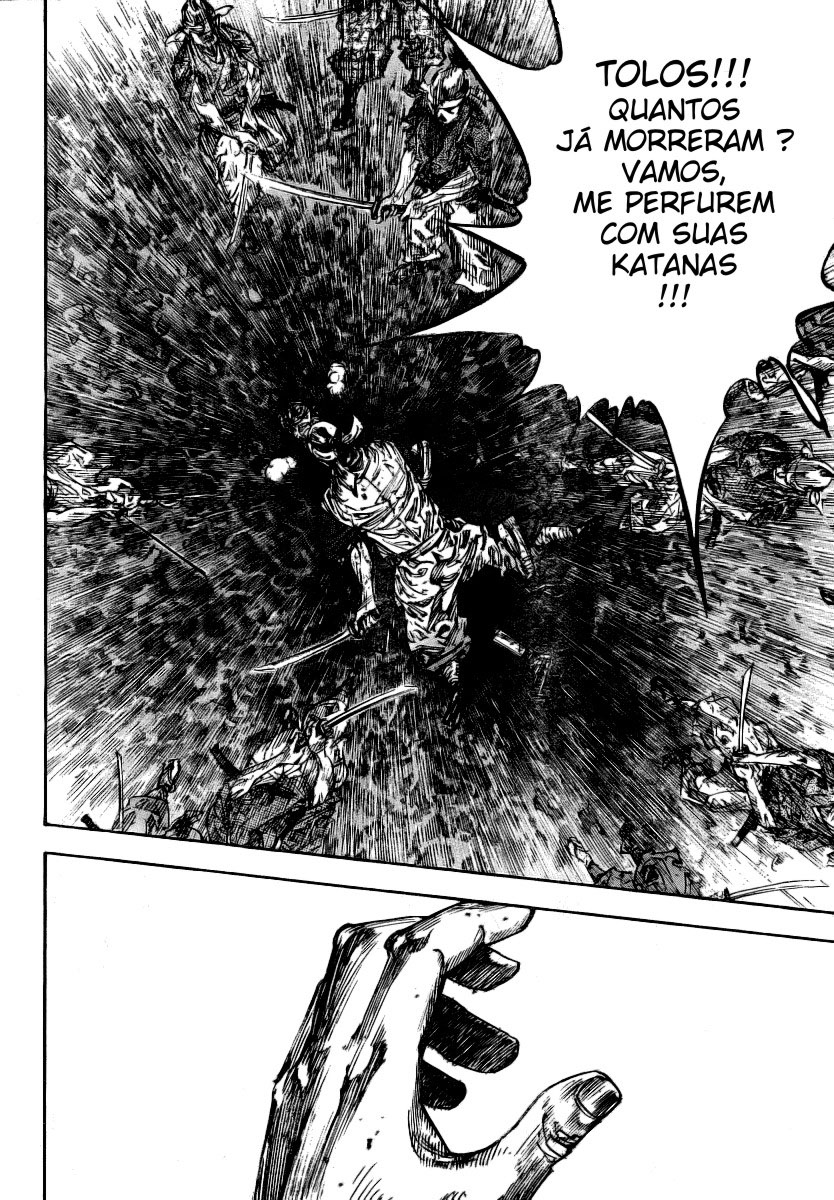 TOLOS!!!
QUANTOS
JÁ MORRERAM ?
VAMOS,
ME PERFUREM
COM SUAS
KATANAS
!!!